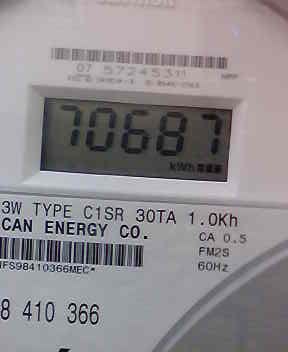 07 57245311
70687
kWh
3W TYPE C1SR 30TA 1.0Kh
CAN ENERGY CO.
CA 0.5
FM2S
60Hz
IFS98410366MEC*
8 410 366